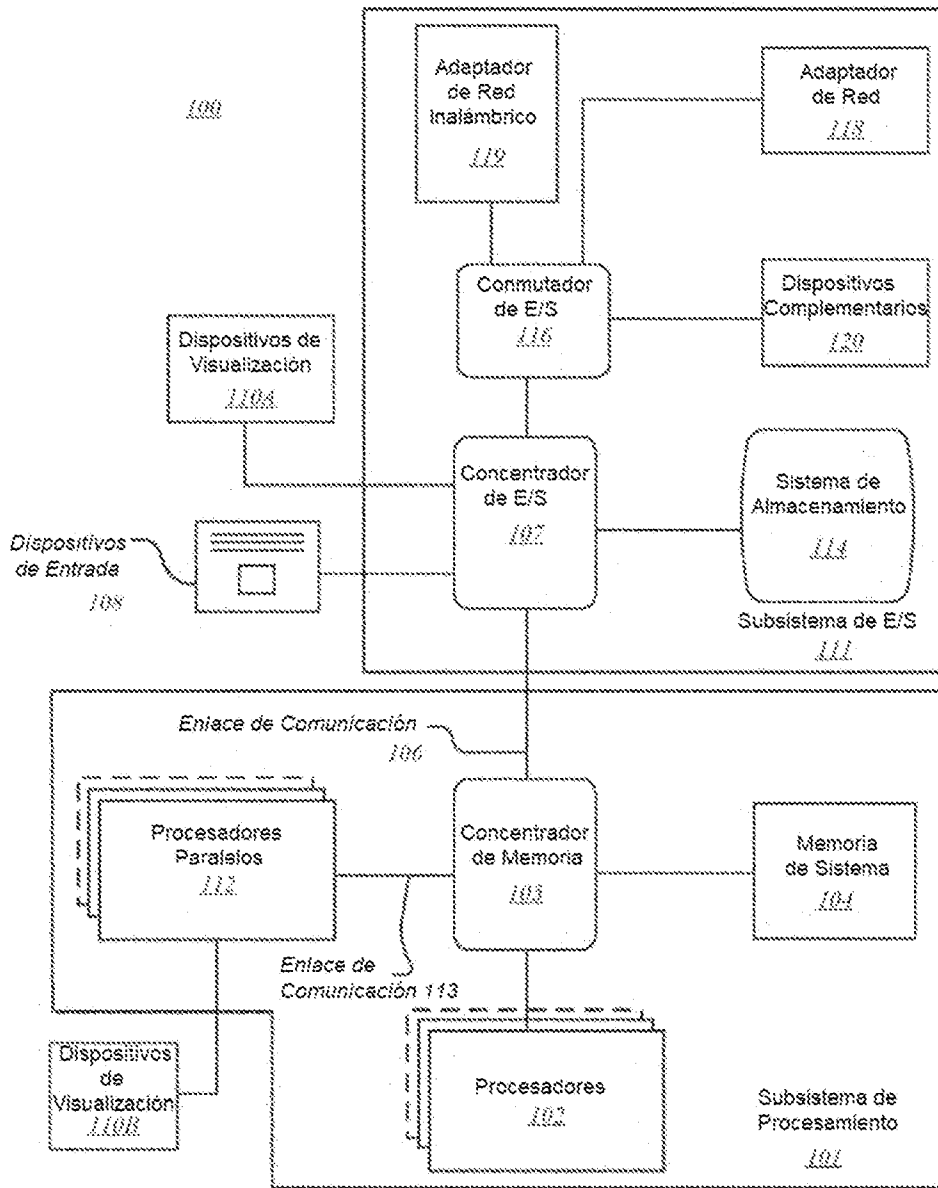 100
Adaptador
de Red
Inalámbrico
119
Adaptador
de Red
118
Conmutador
de E/S
116
Dispositivos
Complementarios
120
Dispositivos de
Visualización
110A
Concentrador
de E/S
107
Sistema de
Almacenamiento
114
Dispositivos
de Entrada
108
Subsistema de E/S
111
Enlace de Comunicación
106
Procesadores
Paralelos
112
Concentrador
de Memoria
105
Memoria
de Sistema
104
Enlace de
Comunicación 113
Dispositivos
de
Visualización
110B
Procesadores
102
Subsistema de
Procesamiento
101